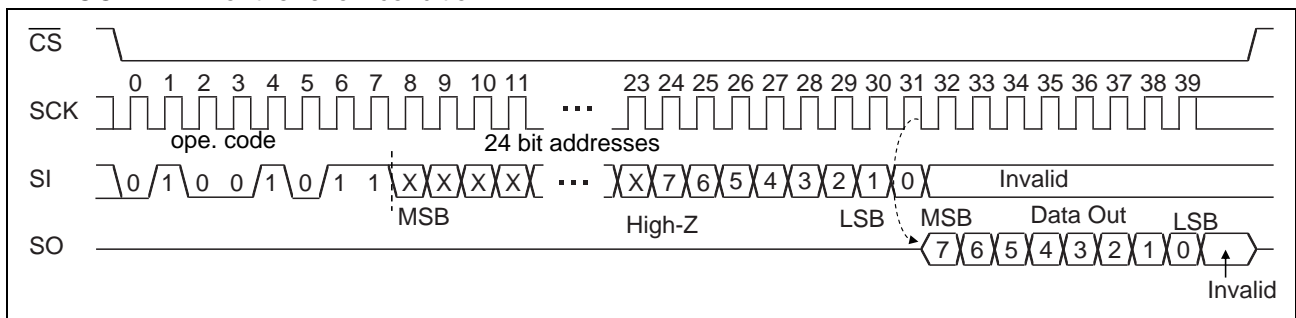 CS
0 1 2 3 4 5 6 7 8 9 10 11 23 24 25 26 27 28 29 30 31 32 33 34 35 36 37 38 39
SCK ...
ope. code 24 bit addresses
SI 0 1 0 0 1 0 1 1 X X X X ... X 7 6 5 4 3 2 1 0 Invalid
MSB High-Z LSB MSB Data Out LSB
SO 7 6 5 4 3 2 1 0
Invalid